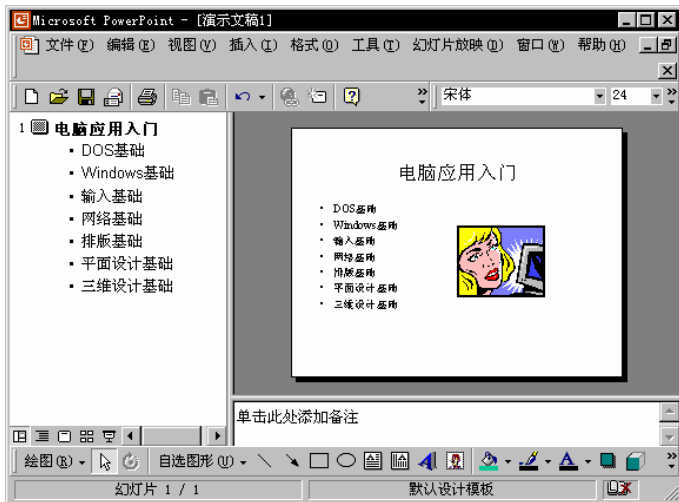 Microsoft PowerPoint - [演示文稿1]
文件(F) 编辑(E) 视图(V) 插入(I) 格式(O) 工具(T) 幻灯片放映(D) 窗口(W) 帮助(H)
宋体 24
1 电脑应用入门
• DOS基础
• Windows基础
• 输入基础
• 网络基础
• 排版基础
• 平面设计基础
• 三维设计基础
电脑应用入门
• DOS基础
• Windows基础
• 输入基础
• 网络基础
• 排版基础
• 平面设计基础
• 三维设计基础
单击此处添加备注
绘图(R) 自选图形(U)
幻灯片 1 / 1 默认设计模板